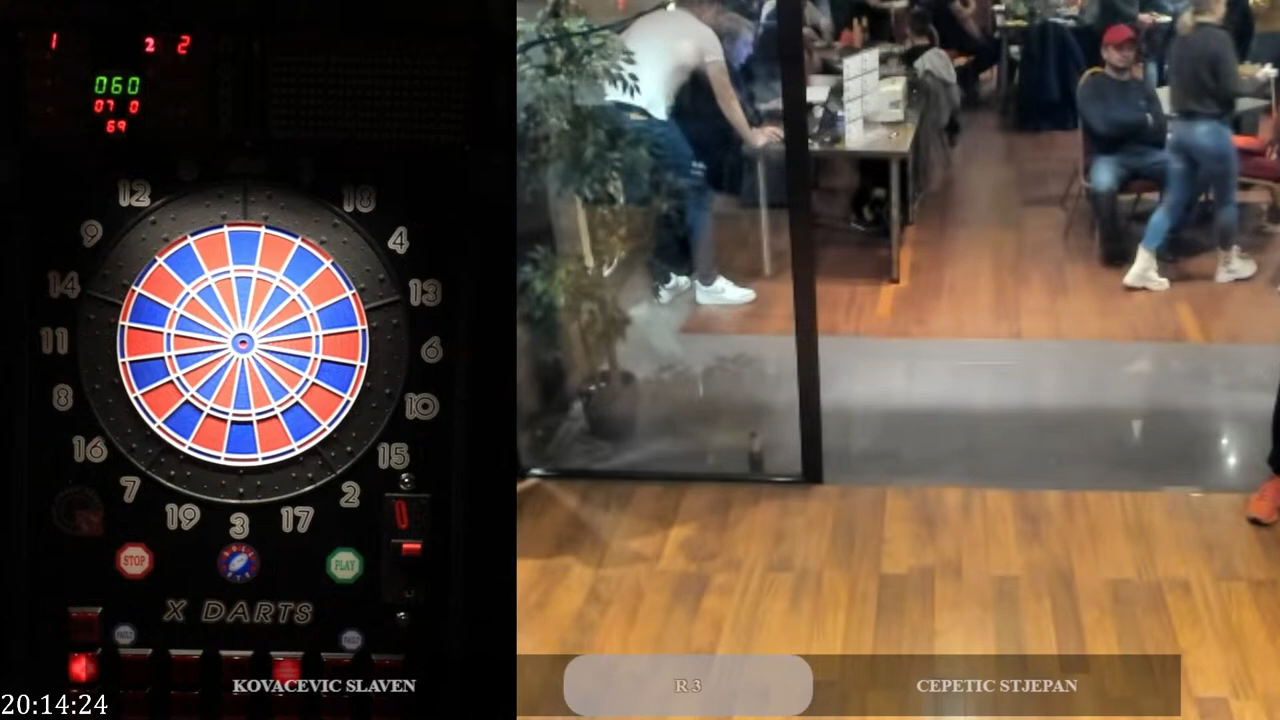 1 2 2
060
07 0
69
12 18
9 4
14 13
11 6
8 10
16 15
7 2
19 3 17
0
STOP PLAY
X DARTS
KOVACEVIC SLAVEN R 3 CEPETIC STJEPAN
20:14:24